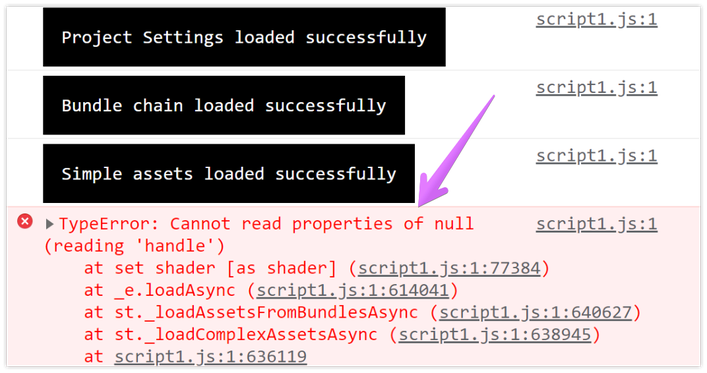 Project Settings loaded successfully script1.js:1
Bundle chain loaded successfully script1.js:1
Simple assets loaded successfully script1.js:1
TypeError: Cannot read properties of null script1.js:1
(reading 'handle')
at set shader [as shader] (script1.js:1:77384)
at _e.loadAsync (script1.js:1:614041)
at st._loadAssetsFromBundlesAsync (script1.js:1:640627)
at st._loadComplexAssetsAsync (script1.js:1:638945)
at script1.js:1:636119